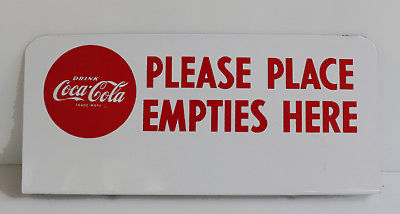 DRINK
Coca-Cola
TRADE-MARK
PLEASE PLACE
EMPTIES HERE